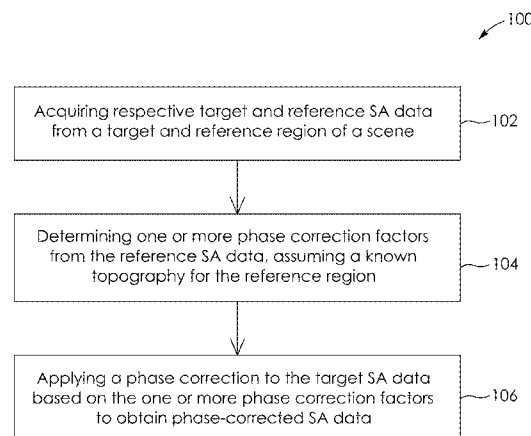 100
Acquiring respective target and reference SA data
from a target and reference region of a scene
102
Determining one or more phase correction factors
from the reference SA data, assuming a known
topography for the reference region
104
Applying a phase correction to the target SA data
based on the one or more phase correction factors
to obtain phase-corrected SA data
106